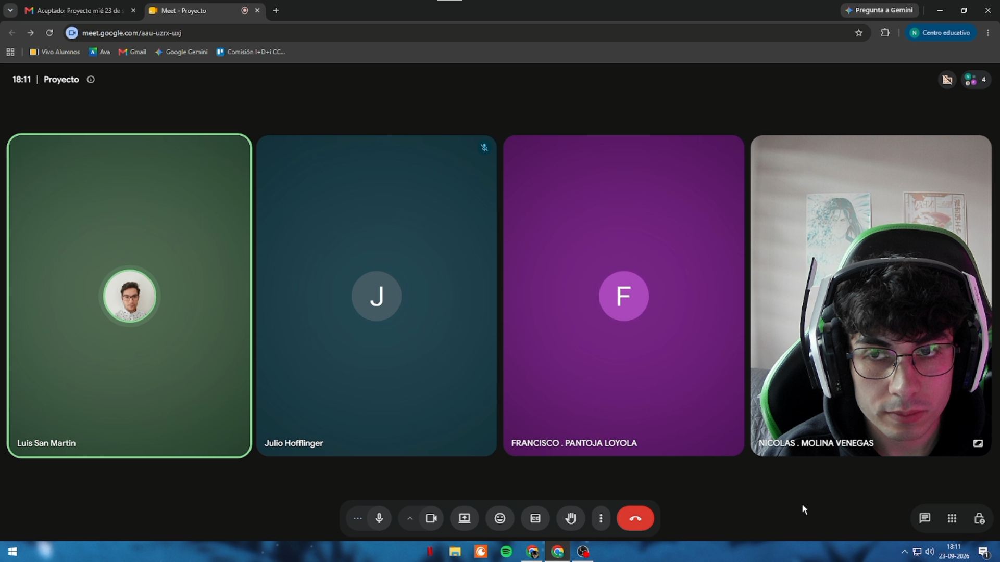 Aceptado: Proyecto mié 23 de s
Meet - Proyecto
Pregunta a Gemini
meet.google.com/aau-uzrx-uxj
N
Centro educativo
Vivo Alumnos
Ava
Gmail
Google Gemini
Comisión I+D+i CC...
18:11 | Proyecto
4
J
F
Luis San Martin
Julio Hofflinger
FRANCISCO . PANTOJA LOYOLA
NICOLAS . MOLINA VENEGAS
CC
18:11
23-09-2026
1